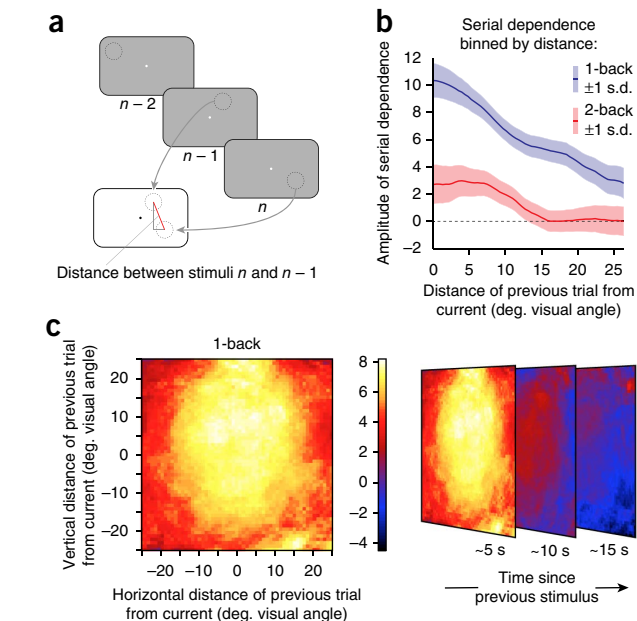 a
n – 2
n – 1
n
Distance between stimuli n and n – 1
b
Serial dependence
binned by distance:
1-back
±1 s.d.
2-back
±1 s.d.
Amplitude of serial dependence
12
10
8
6
4
2
0
–2
0 5 10 15 20 25
Distance of previous trial from
current (deg. visual angle)
c
1-back
Vertical distance of previous trial
from current (deg. visual angle)
20
10
0
–10
–20
–20 –10 0 10 20
Horizontal distance of previous trial
from current (deg. visual angle)
8
6
4
2
0
–2
–4
~5 s
~10 s
~15 s
Time since
previous stimulus